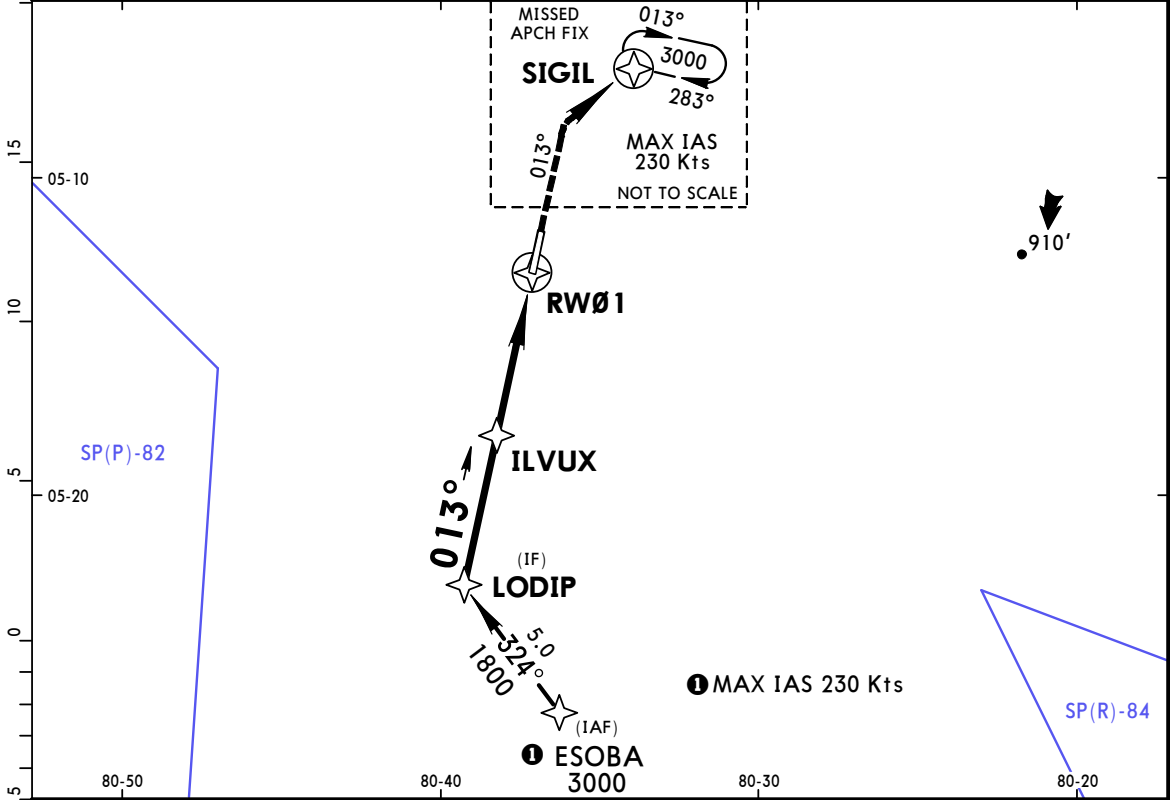 MISSED
APCH FIX
013°
SIGIL
3000
283°
013°
MAX IAS
230 Kts
NOT TO SCALE
15
05-10
910'
RWØ1
10
SP(P)-82
ILVUX
5
05-20
013°
(IF)
LODIP
0
5.0
324°
1800
1 MAX IAS 230 Kts
SP(R)-84
(IAF)
1 ESOBA
3000
5
80-50
80-40
80-30
80-20